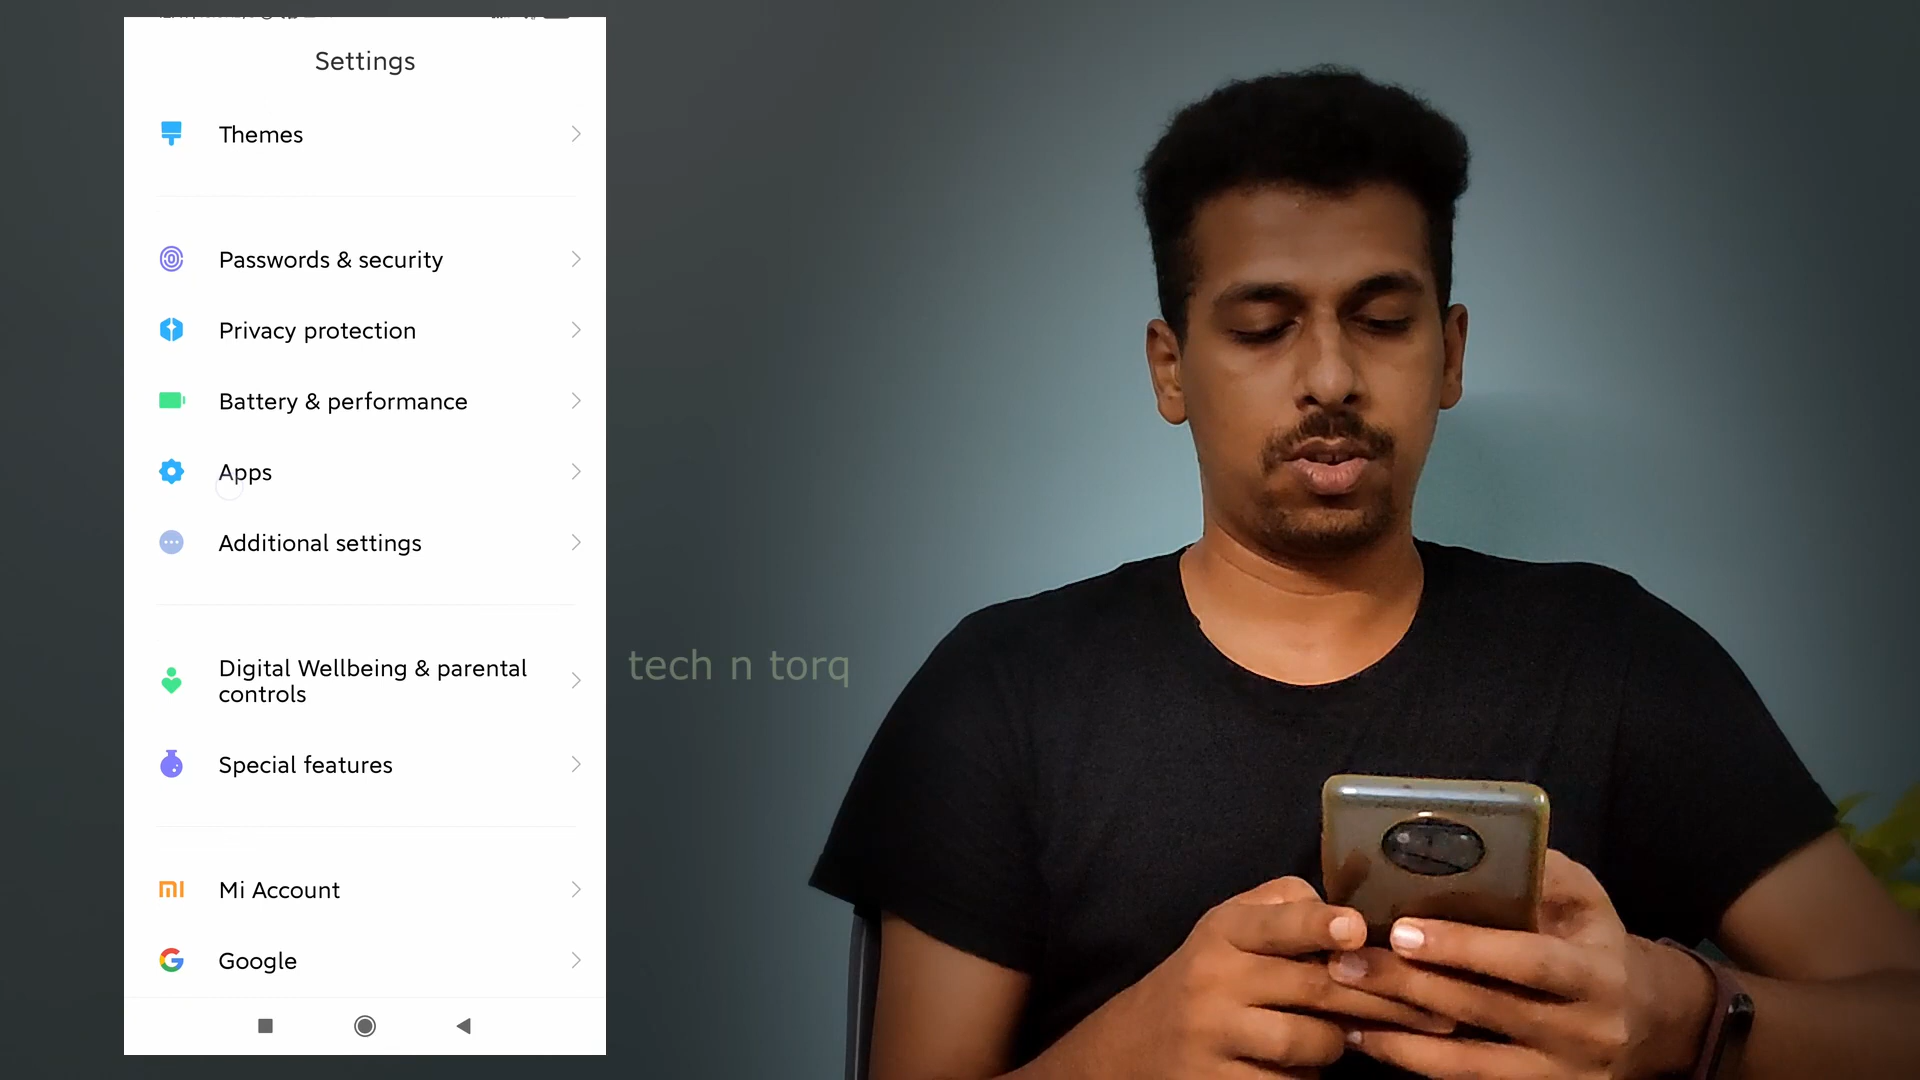 Settings
Themes
Passwords & security
Privacy protection
Battery & performance
Apps
Additional settings
Digital Wellbeing & parental
controls
Special features
Mi Account
Google
tech n torq